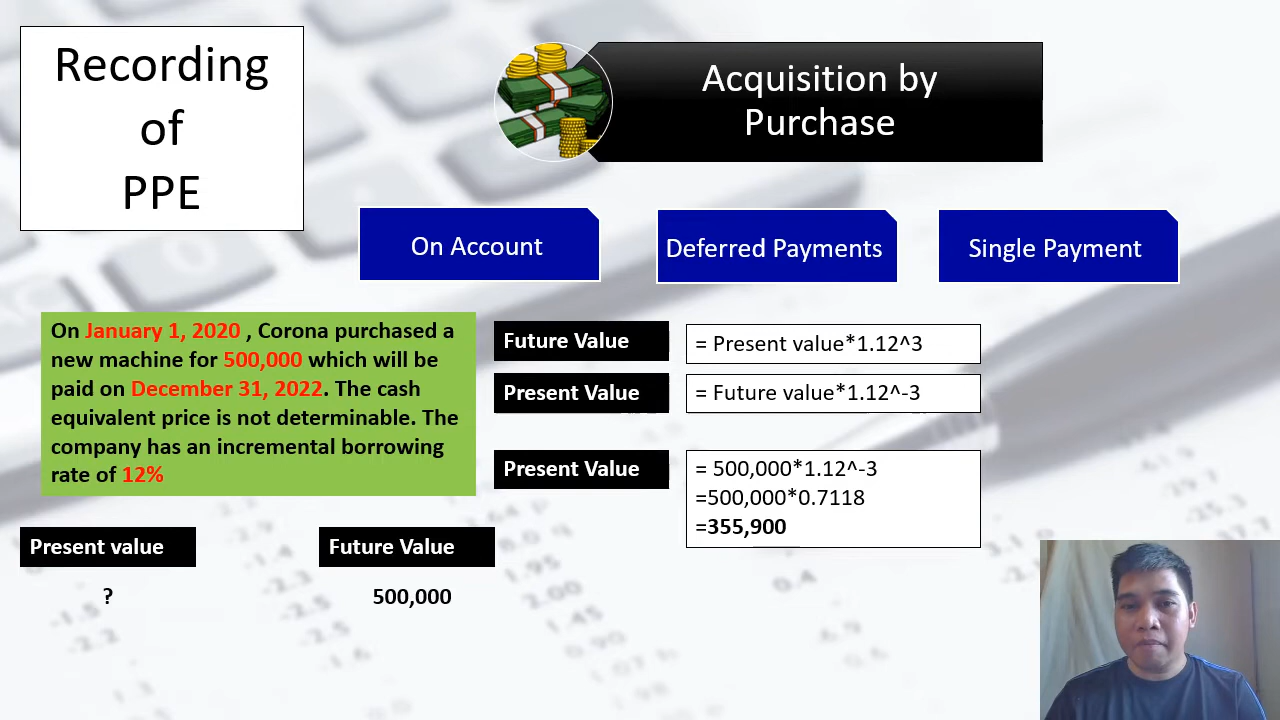 Recording
of
PPE
Acquisition by
Purchase
On Account
Deferred Payments
Single Payment
On January 1, 2020 , Corona purchased a
new machine for 500,000 which will be
paid on December 31, 2022. The cash
equivalent price is not determinable. The
company has an incremental borrowing
rate of 12%
Future Value
= Present value*1.12^3
Present Value
= Future value*1.12^-3
Present Value
= 500,000*1.12^-3
=500,000*0.7118
=355,900
Present value
Future Value
?
500,000